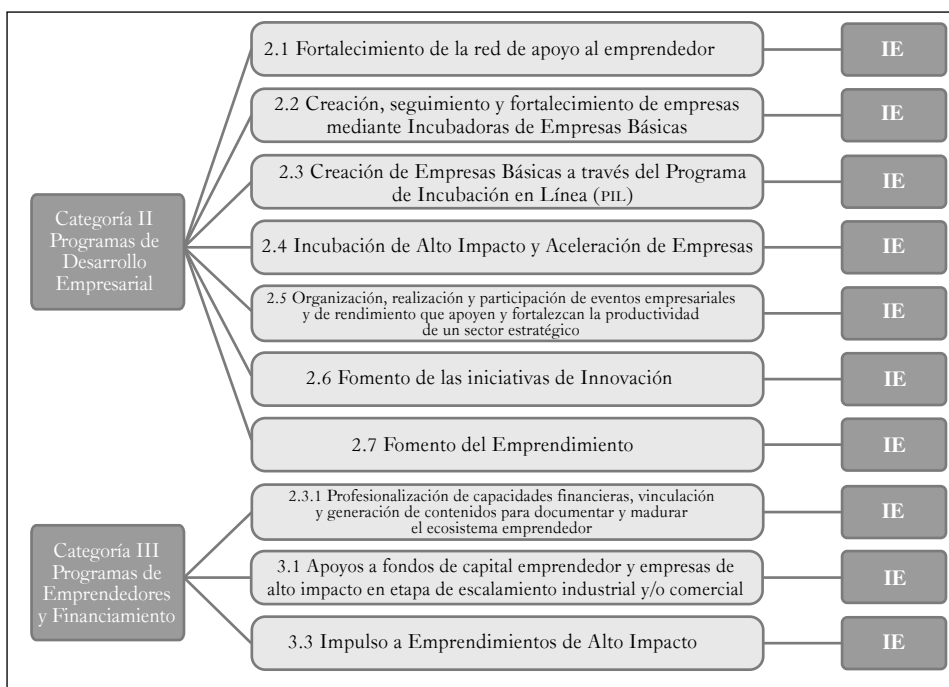 2.1 Fortalecimiento de la red de apoyo al emprendedor
IE
2.2 Creación, seguimiento y fortalecimiento de empresas
mediante Incubadoras de Empresas Básicas
IE
2.3 Creación de Empresas Básicas a través del Programa
de Incubación en Línea (PIL)
IE
Categoría II
Programas de
Desarrollo
Empresarial
2.4 Incubación de Alto Impacto y Aceleración de Empresas
IE
2.5 Organización, realización y participación de eventos empresariales
y de rendimiento que apoyen y fortalezcan la productividad
de un sector estratégico
IE
2.6 Fomento de las iniciativas de Innovación
IE
2.7 Fomento del Emprendimiento
IE
2.3.1 Profesionalización de capacidades financieras, vinculación
y generación de contenidos para documentar y madurar
el ecosistema emprendedor
IE
Categoría III
Programas de
Emprendedores
y Financiamiento
3.1 Apoyos a fondos de capital emprendedor y empresas de
alto impacto en etapa de escalamiento industrial y/o comercial
IE
3.3 Impulso a Emprendimientos de Alto Impacto
IE